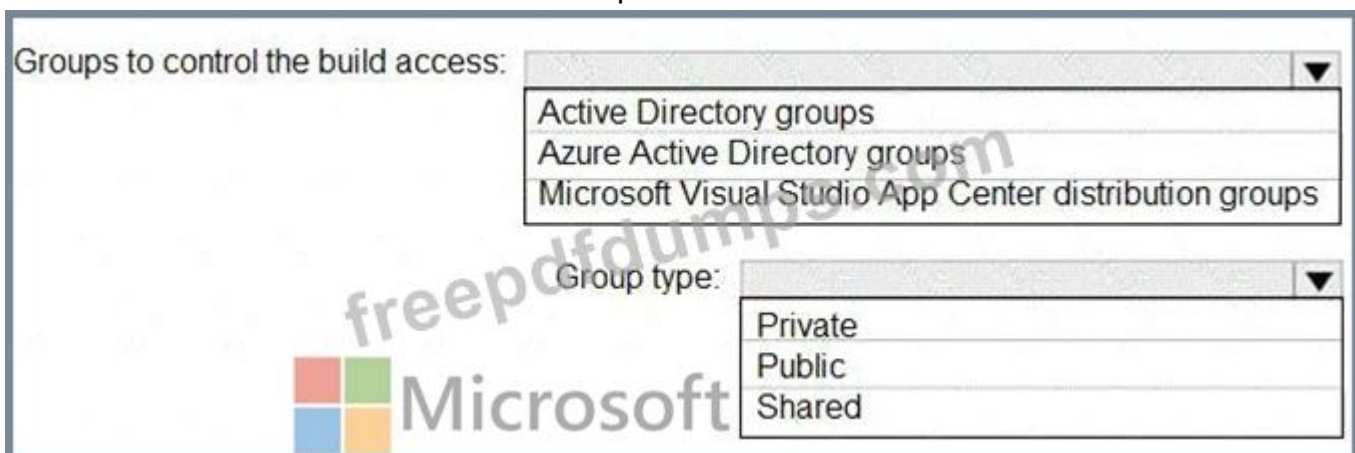 Groups to control the build access:
Active Directory groups
Azure Active Directory groups
Microsoft Visual Studio App Center distribution groups
Group type:
Private
Public
Shared
freepdfdumps.com
Microsoft